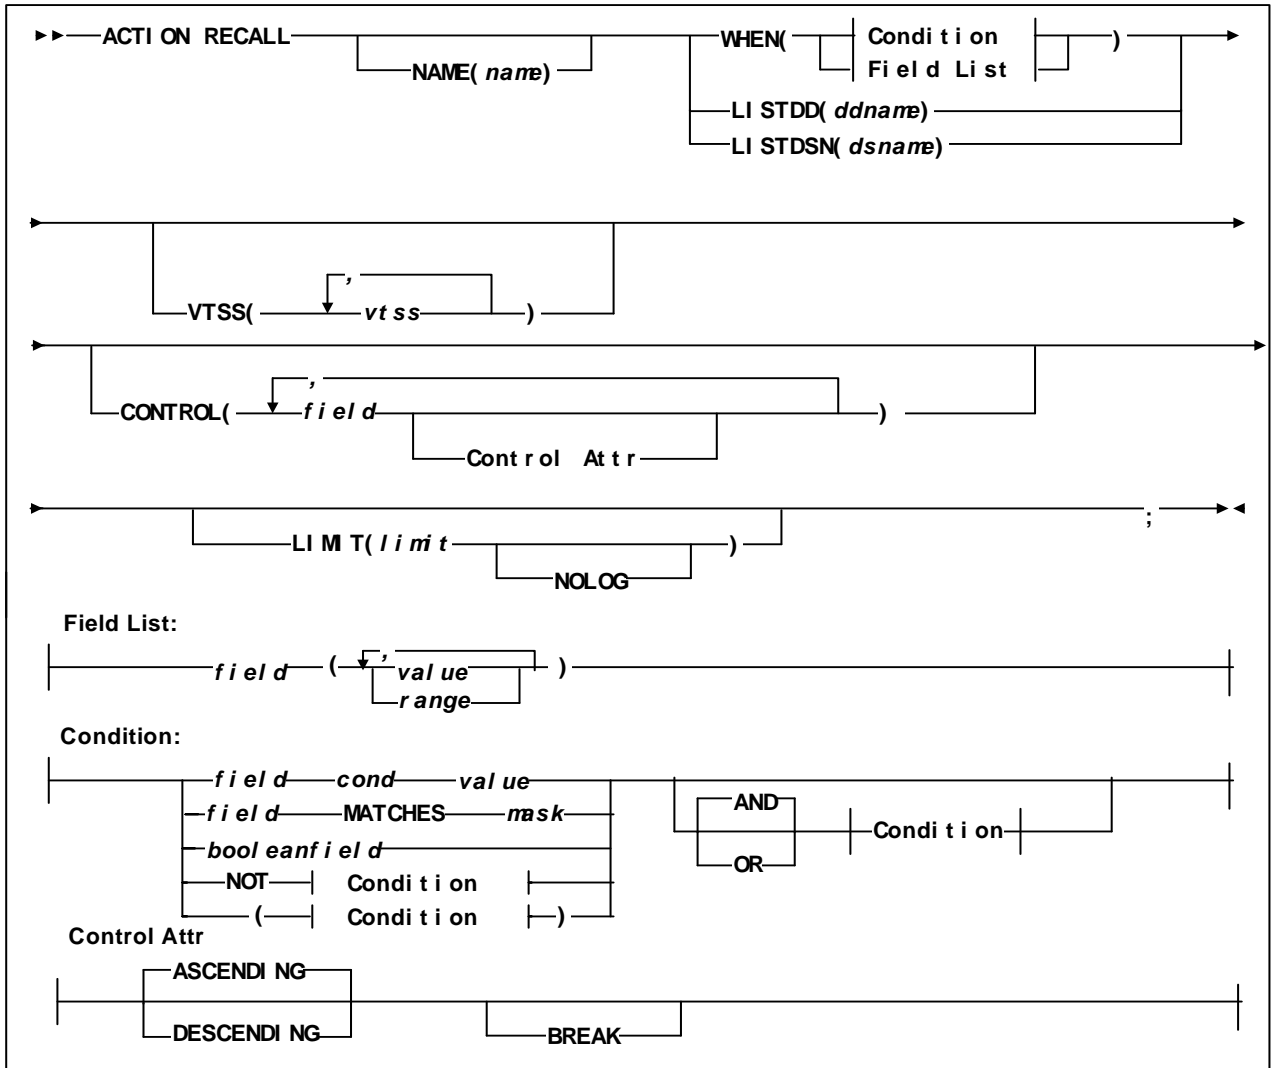 ACTION RECALL WHEN( Condition )
NAME(name) Field List
LISTDD(ddname)
LISTDSN(dsname)
,
VTSS( vtss )
,
CONTROL( field )
Control Attr
;
LIMIT(limit )
NOLOG
Field List:
,
field ( value )
range
Condition:
field cond value
AND
field MATCHES mask
Condition
booleanfield
OR
NOT Condition
( Condition )
Control Attr
ASCENDING
DESCENDING
BREAK